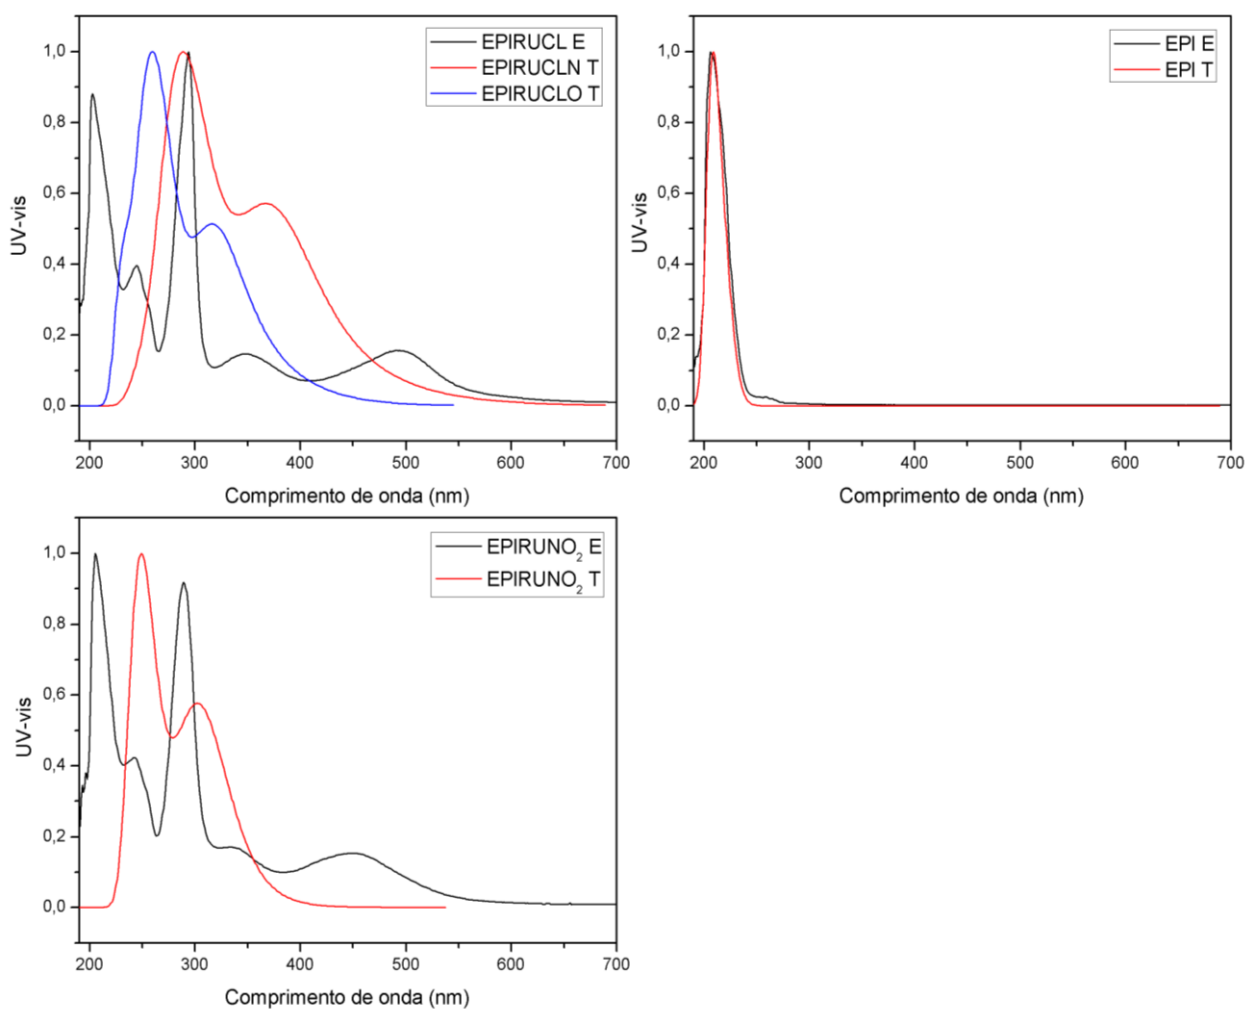 EPIRUCL E
EPIRUCLN T
EPIRUCLO T
1,0
0,8
0,6
0,4
0,2
0,0
UV-vis
200 300 400 500 600 700
Comprimento de onda (nm)
EPI E
EPI T
1,0
0,8
0,6
0,4
0,2
0,0
UV-vis
200 300 400 500 600 700
Comprimento de onda (nm)
EPIRUNO₂ E
EPIRUNO₂ T
1,0
0,8
0,6
0,4
0,2
0,0
UV-vis
200 300 400 500 600 700
Comprimento de onda (nm)